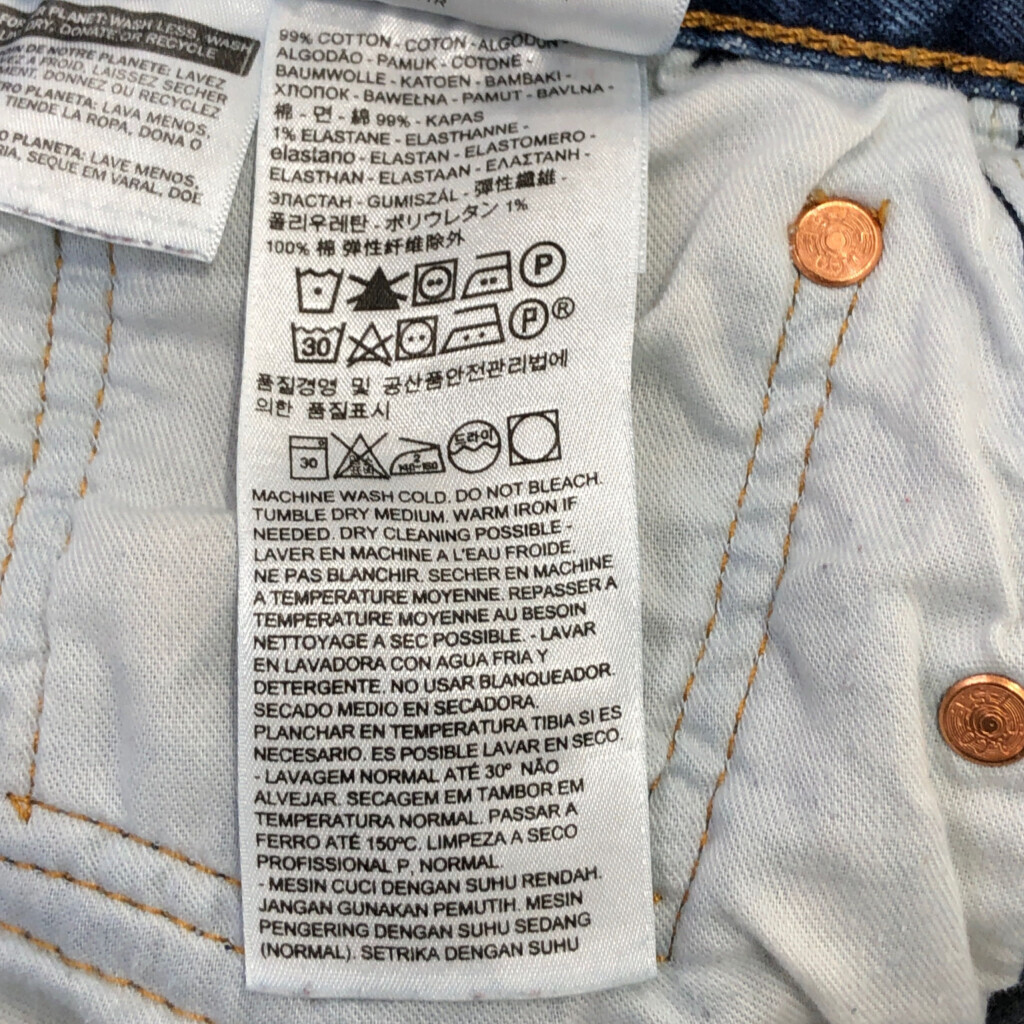 PLANET: WASH LESS, WASH
DRY, DONATE OR RECYCLE
DE NOTRE PLANETE: LAVEZ
A FROID, LAISSEZ SECHER
DONNEZ OU RECYCLEZ
PLANETA: LAVA MENOS,
TIENDE LA ROPA, DONA O
PLANETA: LAVE MENOS,
SEQUE EM VARAL, DOE
99% COTTON - COTON - ALGODON -
ALGODÃO - PAMUK - COTONE -
BAUMWOLLE - KATOEN - BAMBAKI -
ХЛОПОК - BAWEŁNA - PAMUT - BAVLNA -
棉 - 면 - 綿 99% - KAPAS
1% ELASTANE - ELASTHANNE -
elastano - ELASTAN - ELASTOMERO -
ELASTHAN - ELASTAAN - ΕΛΑΣΤΑΝΗ -
ЭЛАСТАН - GUMISZÁL - 彈性纖維 -
폴리우레탄 - ポリウレタン 1%
100% 棉 弹性纤维除外
P
30 P ®
품질경영 및 공산품안전관리법에
의한 품질표시
30 2 140~160 드라이
MACHINE WASH COLD. DO NOT BLEACH.
TUMBLE DRY MEDIUM. WARM IRON IF
NEEDED. DRY CLEANING POSSIBLE -
LAVER EN MACHINE A L'EAU FROIDE.
NE PAS BLANCHIR. SECHER EN MACHINE
A TEMPERATURE MOYENNE. REPASSER A
TEMPERATURE MOYENNE AU BESOIN
NETTOYAGE A SEC POSSIBLE. - LAVAR
EN LAVADORA CON AGUA FRIA Y
DETERGENTE. NO USAR BLANQUEADOR.
SECADO MEDIO EN SECADORA.
PLANCHAR EN TEMPERATURA TIBIA SI ES
NECESARIO. ES POSIBLE LAVAR EN SECO.
- LAVAGEM NORMAL ATÉ 30º NÃO
ALVEJAR. SECAGEM EM TAMBOR EM
TEMPERATURA NORMAL. PASSAR A
FERRO ATÉ 150ºC. LIMPEZA A SECO
PROFISSIONAL P, NORMAL.
- MESIN CUCI DENGAN SUHU RENDAH.
JANGAN GUNAKAN PEMUTIH. MESIN
PENGERING DENGAN SUHU SEDANG
(NORMAL). SETRIKA DENGAN SUHU